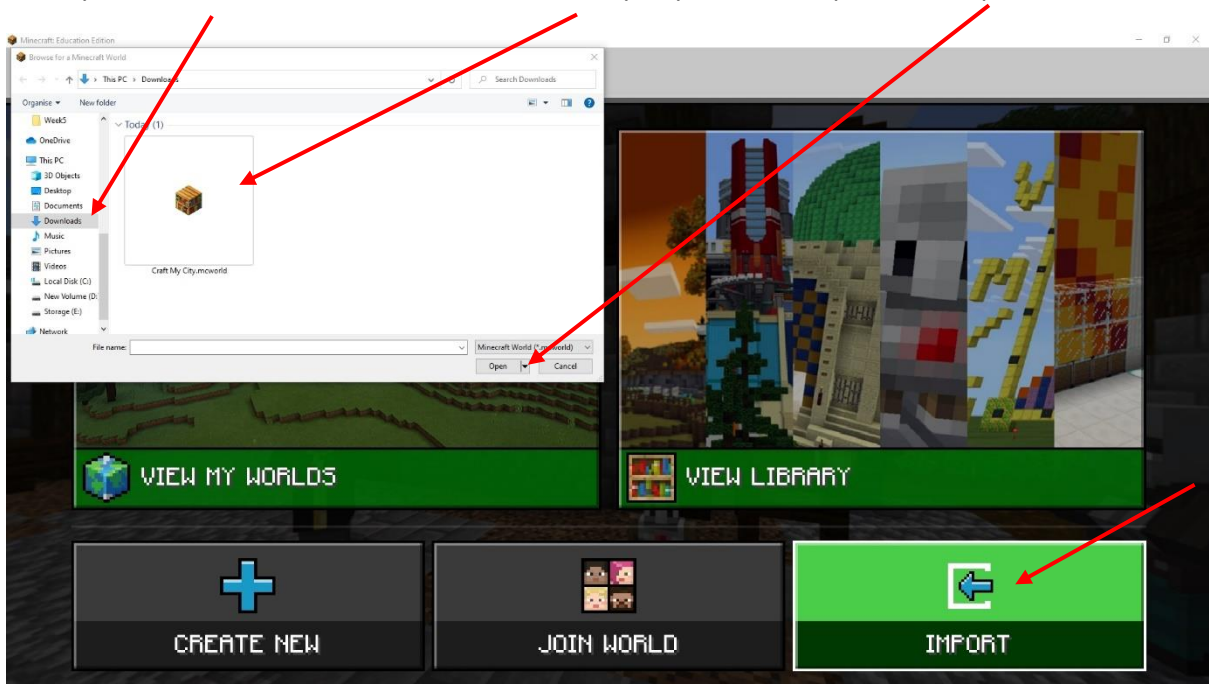 Minecraft: Education Edition
Browse for a Minecraft World
This PC › Downloads
Search Downloads
Organise
New folder
Week5
OneDrive
This PC
3D Objects
Desktop
Documents
Downloads
Music
Pictures
Videos
Local Disk (C:)
New Volume (D:
Storage (E:)
Network
Today (1)
Craft My City.mcworld
File name:
Minecraft World (*.mcworld)
Open
Cancel
VIEW MY WORLDS
VIEW LIBRARY
CREATE NEW
JOIN WORLD
IMPORT